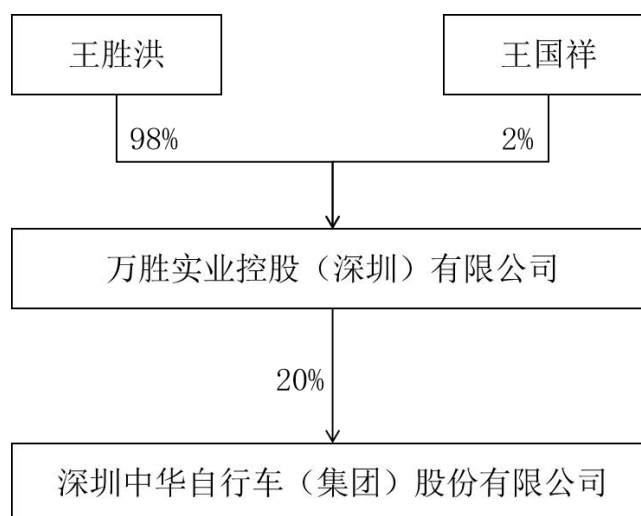 王胜洪
王国祥
98%
2%
万胜实业控股（深圳）有限公司
20%
深圳中华自行车（集团）股份有限公司